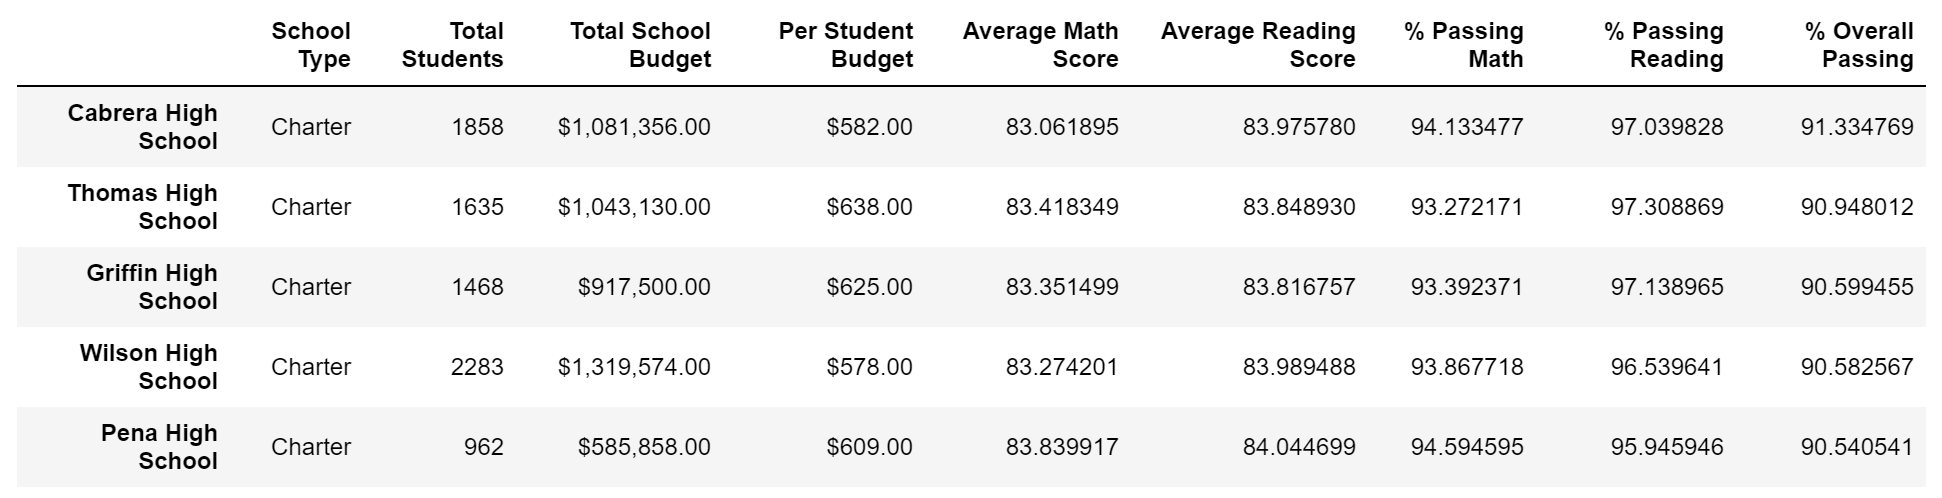 School Type Total Students Total School Budget Per Student Budget Average Math Score Average Reading Score % Passing Math % Passing Reading % Overall Passing
Cabrera High School Charter 1858 $1,081,356.00 $582.00 83.061895 83.975780 94.133477 97.039828 91.334769
Thomas High School Charter 1635 $1,043,130.00 $638.00 83.418349 83.848930 93.272171 97.308869 90.948012
Griffin High School Charter 1468 $917,500.00 $625.00 83.351499 83.816757 93.392371 97.138965 90.599455
Wilson High School Charter 2283 $1,319,574.00 $578.00 83.274201 83.989488 93.867718 96.539641 90.582567
Pena High School Charter 962 $585,858.00 $609.00 83.839917 84.044699 94.594595 95.945946 90.540541